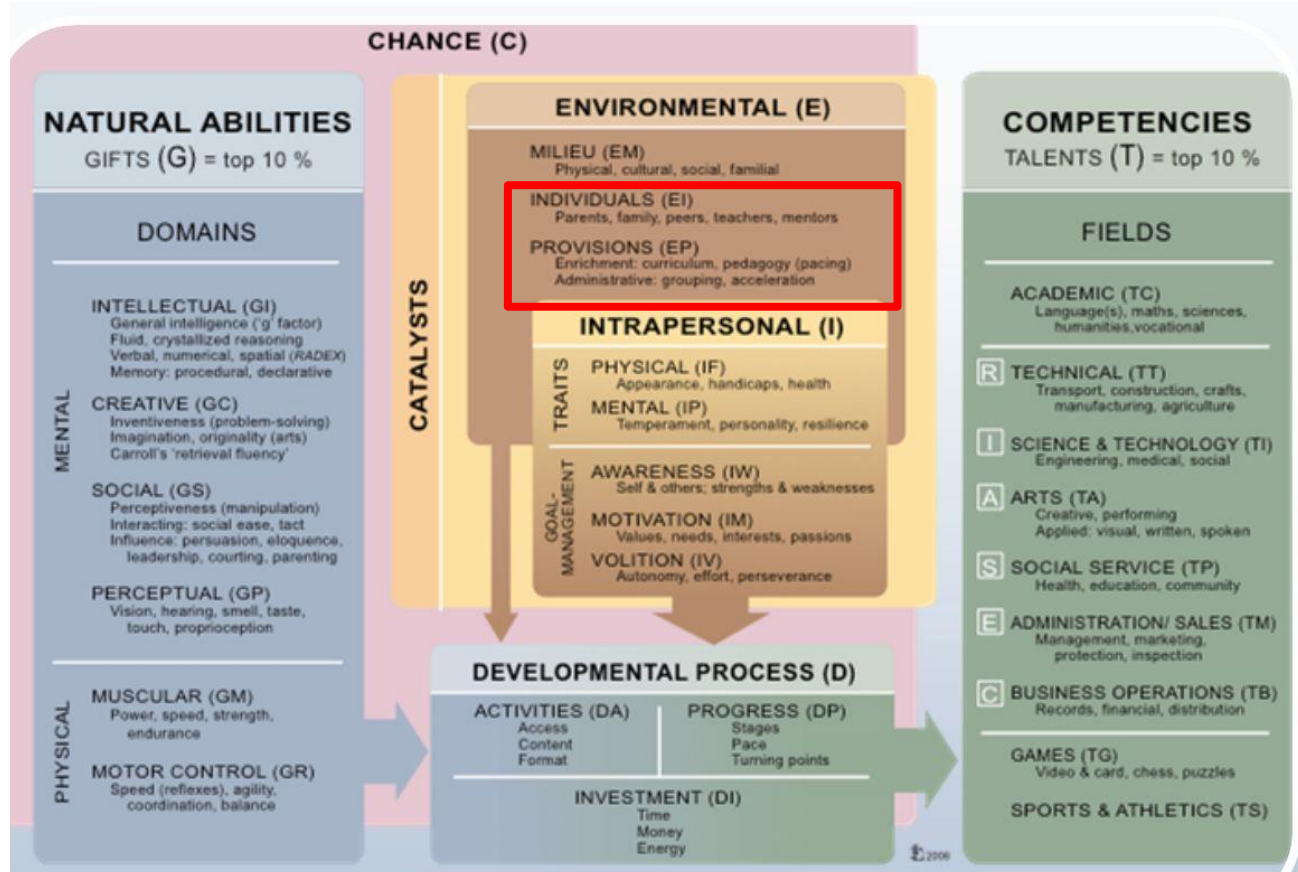 CHANCE (C)
NATURAL ABILITIES
GIFTS (G) = top 10 %
DOMAINS
MENTAL
INTELLECTUAL (GI)
General intelligence ('g' factor)
Fluid, crystallized reasoning
Verbal, numerical, spatial (RADEX)
Memory: procedural, declarative
CREATIVE (GC)
Inventiveness (problem-solving)
Imagination, originality (arts)
Carroll's 'retrieval fluency'
SOCIAL (GS)
Perceptiveness (manipulation)
Interacting: social ease, tact
Influence: persuasion, eloquence,
leadership, courting, parenting
PERCEPTUAL (GP)
Vision, hearing, smell, taste,
touch, proprioception
PHYSICAL
MUSCULAR (GM)
Power, speed, strength,
endurance
MOTOR CONTROL (GR)
Speed (reflexes), agility,
coordination, balance
CATALYSTS
ENVIRONMENTAL (E)
MILIEU (EM)
Physical, cultural, social, familial
INDIVIDUALS (EI)
Parents, family, peers, teachers, mentors
PROVISIONS (EP)
Enrichment: curriculum, pedagogy (pacing)
Administrative: grouping, acceleration
INTRAPERSONAL (I)
TRAITS
PHYSICAL (IF)
Appearance, handicaps, health
MENTAL (IP)
Temperament, personality, resilience
GOAL-
MANAGEMENT
AWARENESS (IW)
Self & others; strengths & weaknesses
MOTIVATION (IM)
Values, needs, interests, passions
VOLITION (IV)
Autonomy, effort, perseverance
DEVELOPMENTAL PROCESS (D)
ACTIVITIES (DA)
Access
Content
Format
PROGRESS (DP)
Stages
Pace
Turning points
INVESTMENT (DI)
Time
Money
Energy
COMPETENCIES
TALENTS (T) = top 10 %
FIELDS
ACADEMIC (TC)
Language(s), maths, sciences,
humanities,vocational
R TECHNICAL (TT)
Transport, construction, crafts,
manufacturing, agriculture
I SCIENCE & TECHNOLOGY (TI)
Engineering, medical, social
A ARTS (TA)
Creative, performing
Applied: visual, written, spoken
S SOCIAL SERVICE (TP)
Health, education, community
E ADMINISTRATION/ SALES (TM)
Management, marketing,
protection, inspection
C BUSINESS OPERATIONS (TB)
Records, financial, distribution
GAMES (TG)
Video & card, chess, puzzles
SPORTS & ATHLETICS (TS)